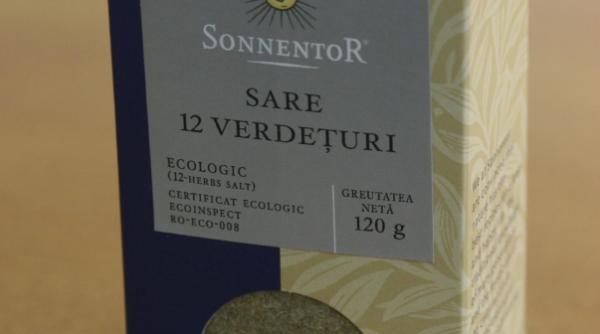 SONNENTOR®
SARE
12 VERDEȚURI
ECOLOGIC
(12-HERBS SALT)
CERTIFICAT ECOLOGIC
ECOINSPECT
RO-ECO-008
GREUTATEA
NETĂ
120 g